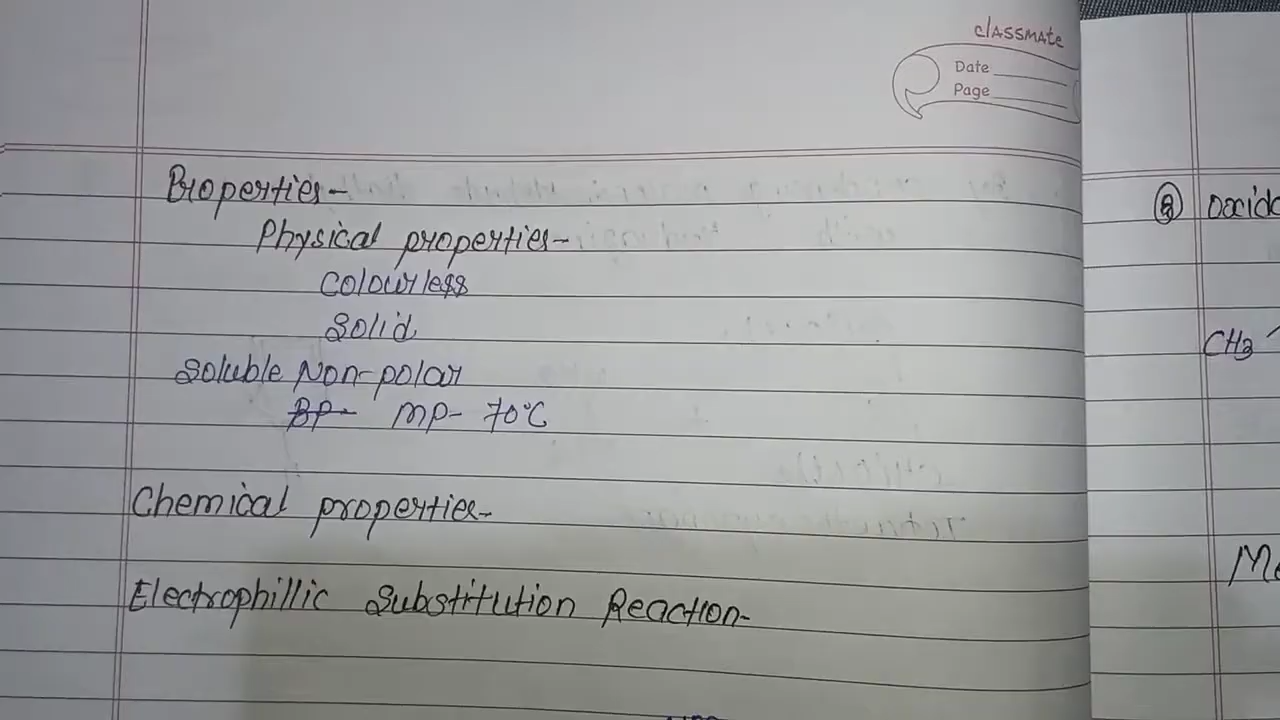 classmate
Date
Page
Properties-
Physical properties-
Colourless
Solid
Soluble Non-polar
BP- MP- 70°C
Chemical properties-
Electrophillic Substitution Reaction-
⑧
CH3